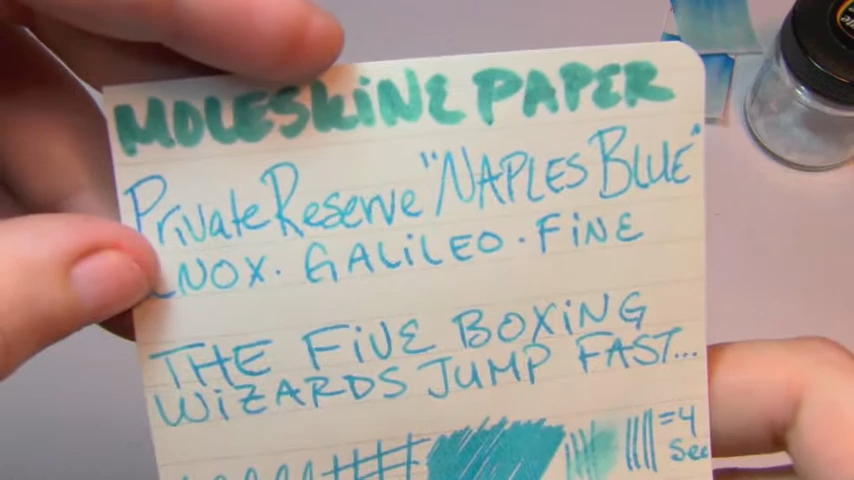 MOLESKINE PAPER
Private Reserve "NAPLES BLUE"
LNOX · GALILEO · FINE
THE FIVE BOXING
WIZARDS JUMP FAST...
=4
Sec